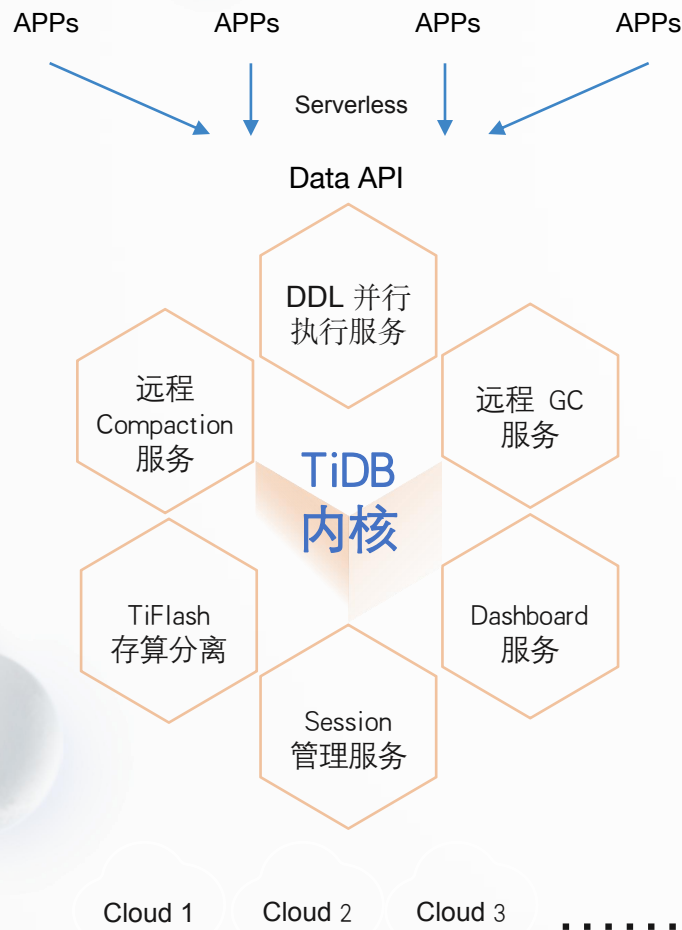 APPs APPs APPs APPs
Serverless
Data API
DDL 并行
执行服务
远程
Compaction
服务
远程 GC
服务
TiDB
内核
TiFlash
存算分离
Dashboard
服务
Session
管理服务
Cloud 1 Cloud 2 Cloud 3 ......